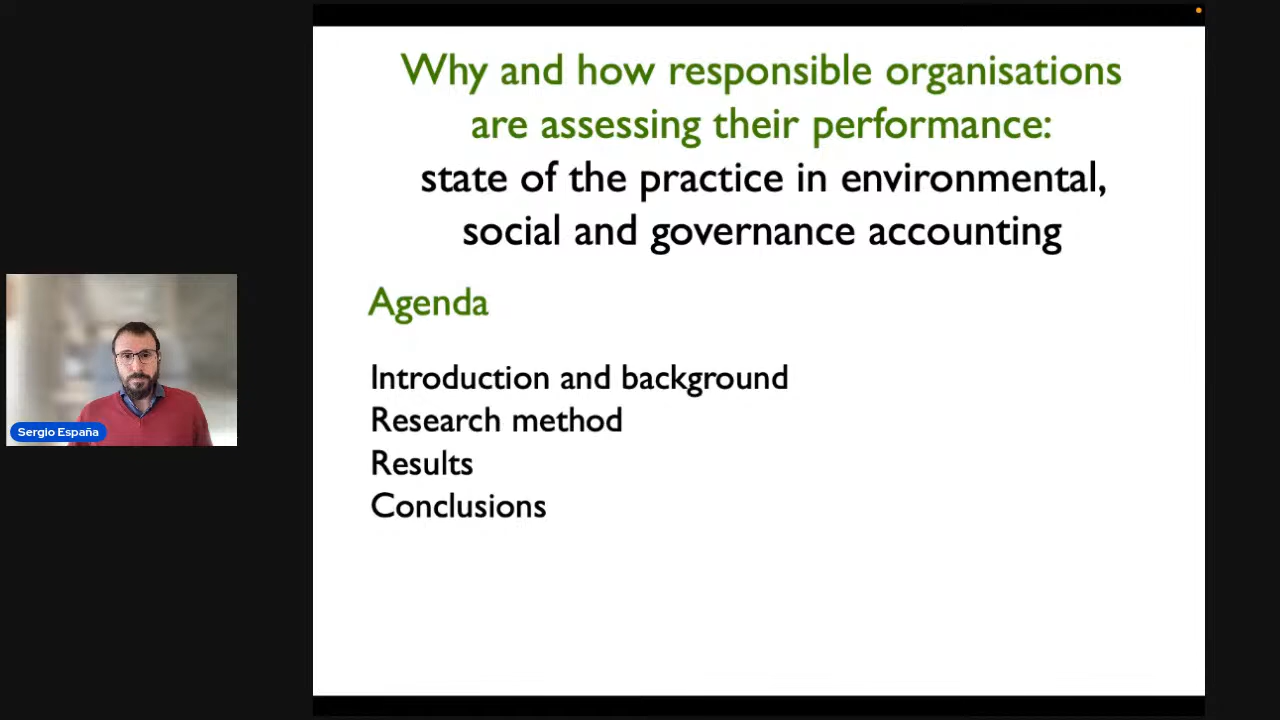 Why and how responsible organisations
are assessing their performance:
state of the practice in environmental,
social and governance accounting
Agenda
Introduction and background
Research method
Results
Conclusions
Sergio España